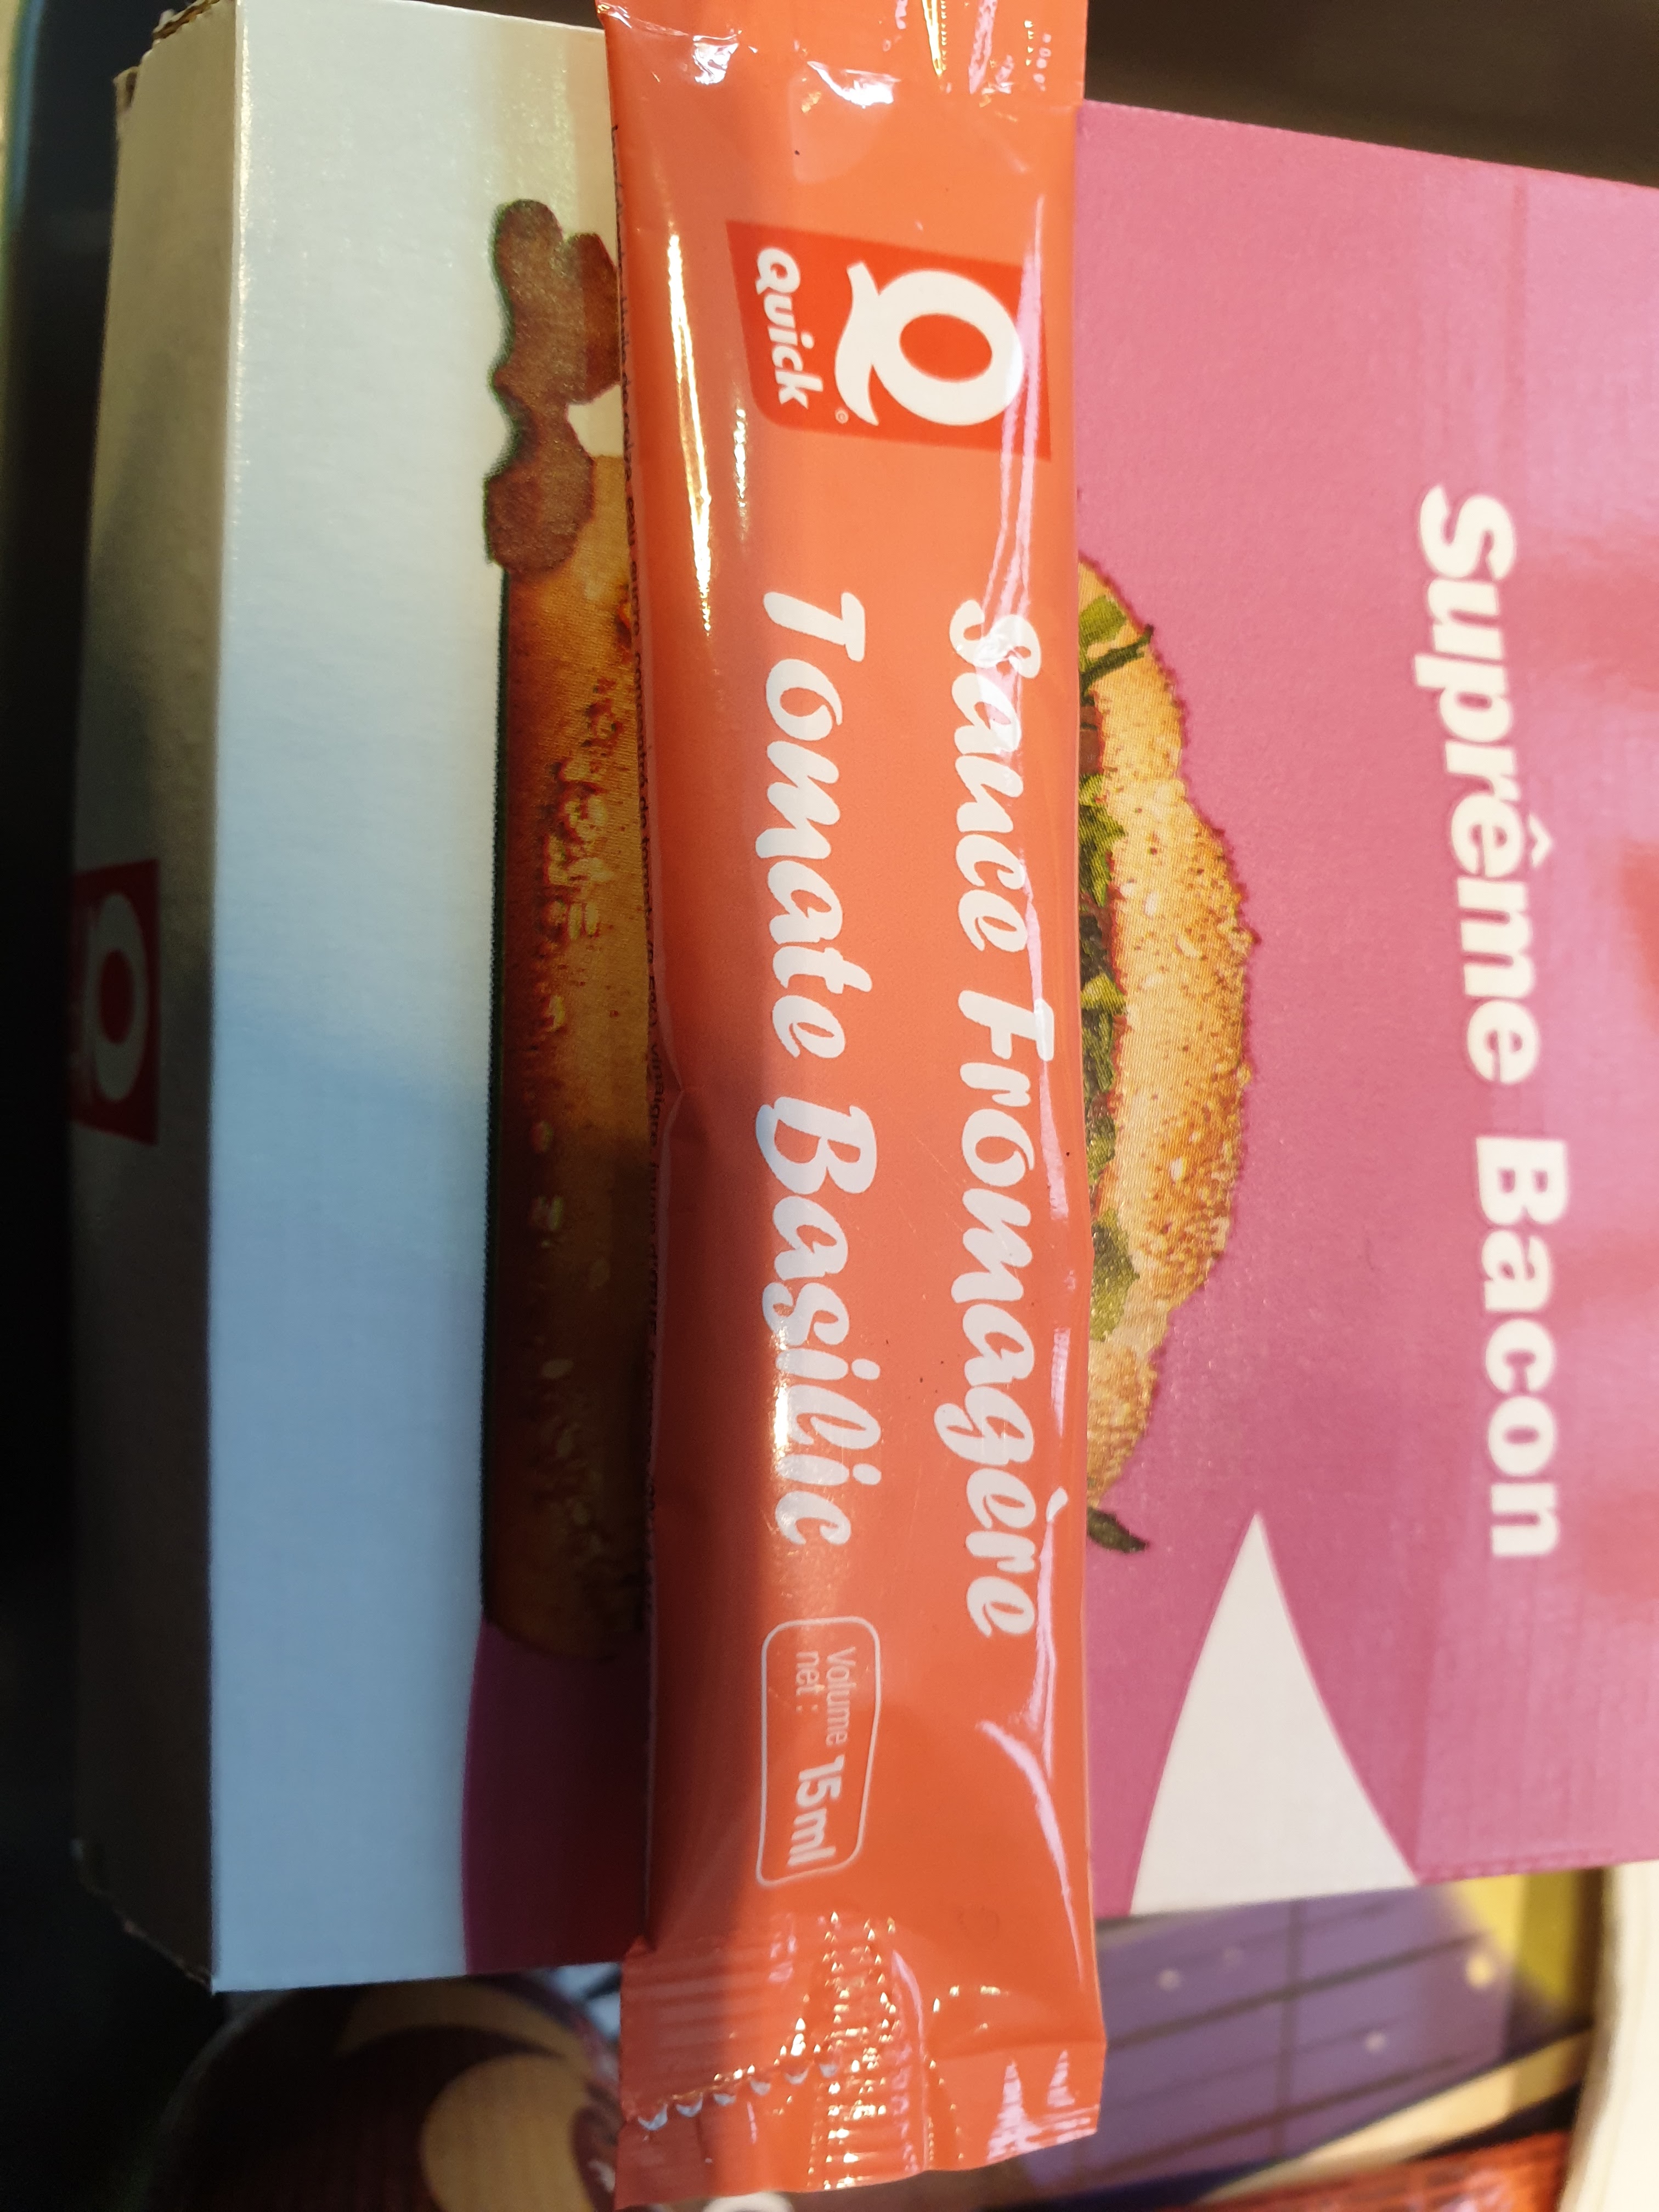 Suprême Bacon
Q
Quick
Sauce Fromagère
Tomate Basilic
Volume
net : 15ml
Q